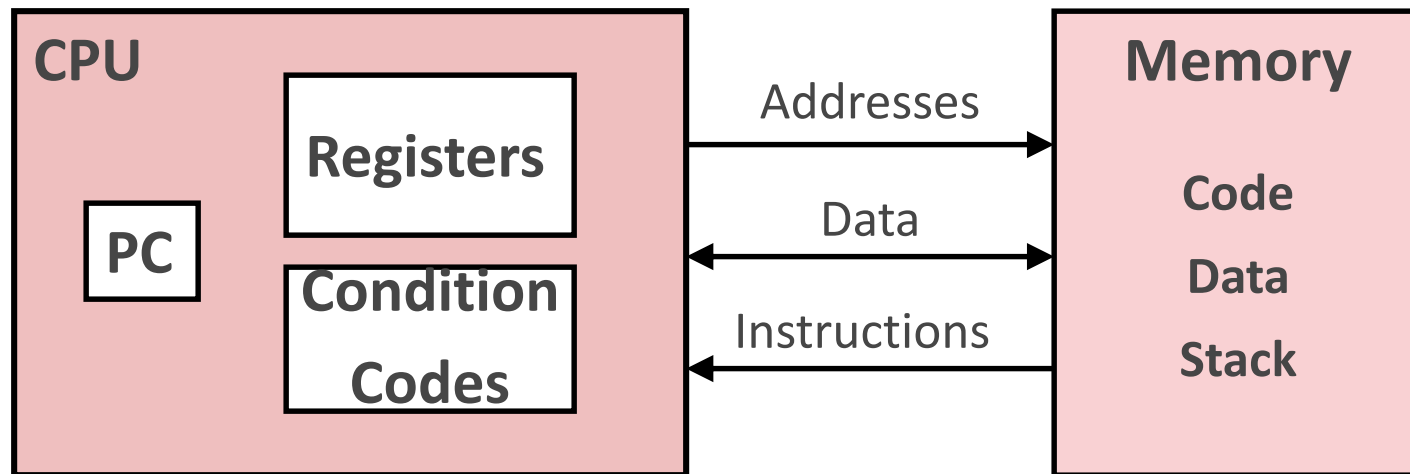 CPU
Registers
PC
Condition
Codes
Addresses
Data
Instructions
Memory
Code
Data
Stack